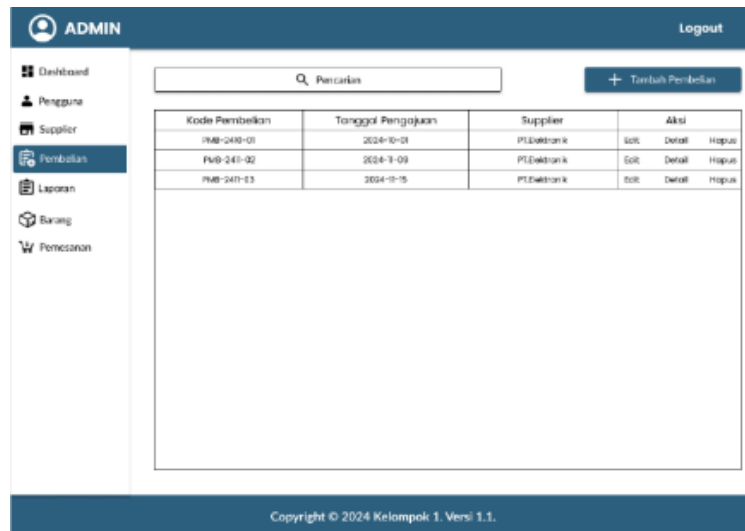 ADMIN
Logout
Dashboard
Pengguna
Supplier
Pembelian
Laporan
Barang
Pemesanan
Pencarian
+ Tambah Pembelian
Kode Pembelian Tanggal Pengajuan Supplier Aksi
PMB-2410-01 2024-10-01 PT.Elektronik Edit Detail Hapus
PMB-2411-02 2024-11-09 PT.Elektronik Edit Detail Hapus
PMB-2411-03 2024-11-15 PT.Elektronik Edit Detail Hapus
Copyright © 2024 Kelompok 1. Versi 1.1.